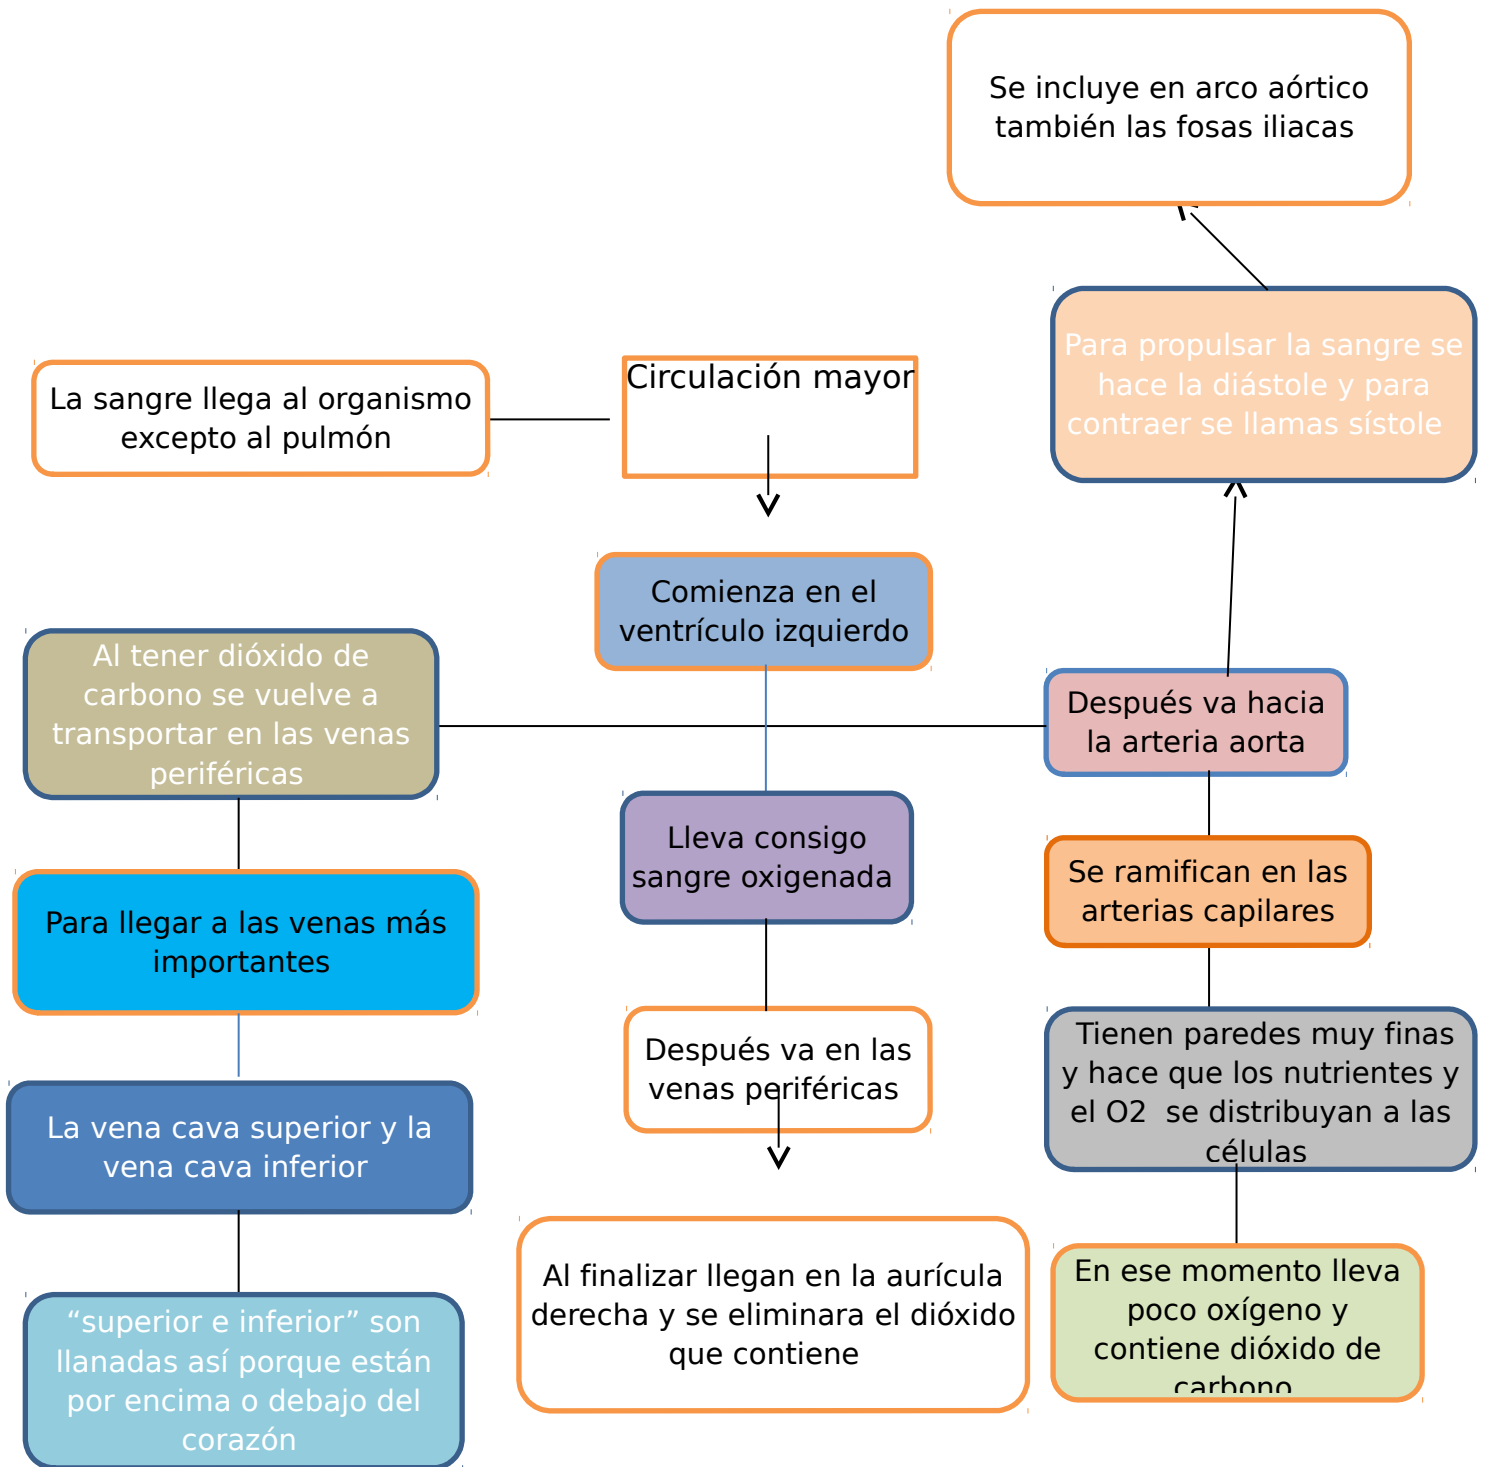 Se incluye en arco aórtico
también las fosas iliacas
Para propulsar la sangre se
hace la diástole y para
contraer se llamas sístole
La sangre llega al organismo
excepto al pulmón
Circulación mayor
Comienza en el
ventrículo izquierdo
Al tener dióxido de
carbono se vuelve a
transportar en las venas
periféricas
Después va hacia
la arteria aorta
Lleva consigo
sangre oxigenada
Se ramifican en las
arterias capilares
Para llegar a las venas más
importantes
Después va en las
venas periféricas
Tienen paredes muy finas
y hace que los nutrientes y
el O2 se distribuyan a las
células
La vena cava superior y la
vena cava inferior
Al finalizar llegan en la aurícula
derecha y se eliminara el dióxido
que contiene
En ese momento lleva
poco oxígeno y
contiene dióxido de
carbono
“superior e inferior” son
llanadas así porque están
por encima o debajo del
corazón